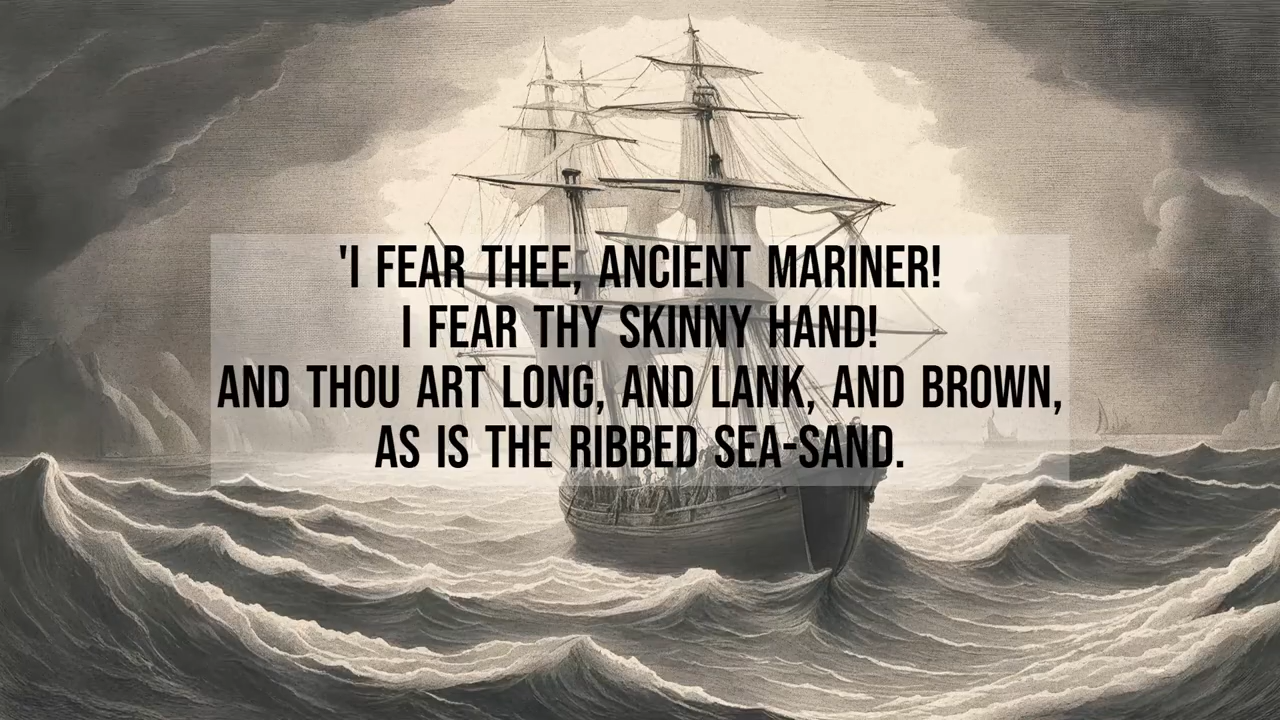 'I FEAR THEE, ANCIENT MARINER!
I FEAR THY SKINNY HAND!
AND THOU ART LONG, AND LANK, AND BROWN,
AS IS THE RIBBED SEA-SAND.